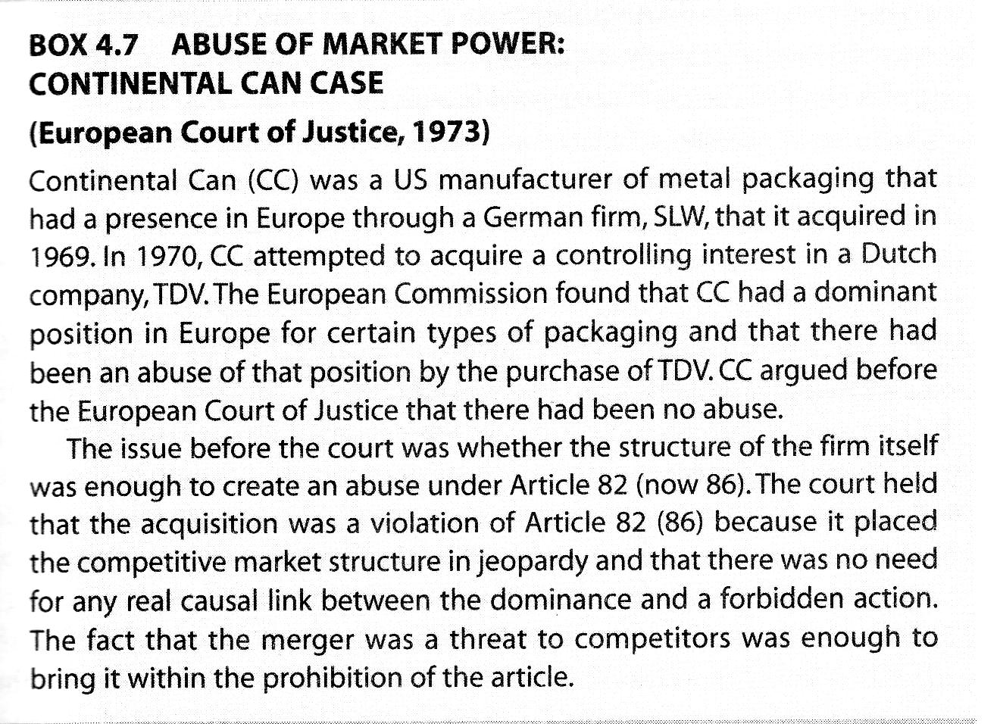 BOX 4.7 ABUSE OF MARKET POWER:
CONTINENTAL CAN CASE
(European Court of Justice, 1973)
Continental Can (CC) was a US manufacturer of metal packaging that
had a presence in Europe through a German firm, SLW, that it acquired in
1969. In 1970, CC attempted to acquire a controlling interest in a Dutch
company, TDV. The European Commission found that CC had a dominant
position in Europe for certain types of packaging and that there had
been an abuse of that position by the purchase of TDV. CC argued before
the European Court of Justice that there had been no abuse.
The issue before the court was whether the structure of the firm itself
was enough to create an abuse under Article 82 (now 86). The court held
that the acquisition was a violation of Article 82 (86) because it placed
the competitive market structure in jeopardy and that there was no need
for any real causal link between the dominance and a forbidden action.
The fact that the merger was a threat to competitors was enough to
bring it within the prohibition of the article.